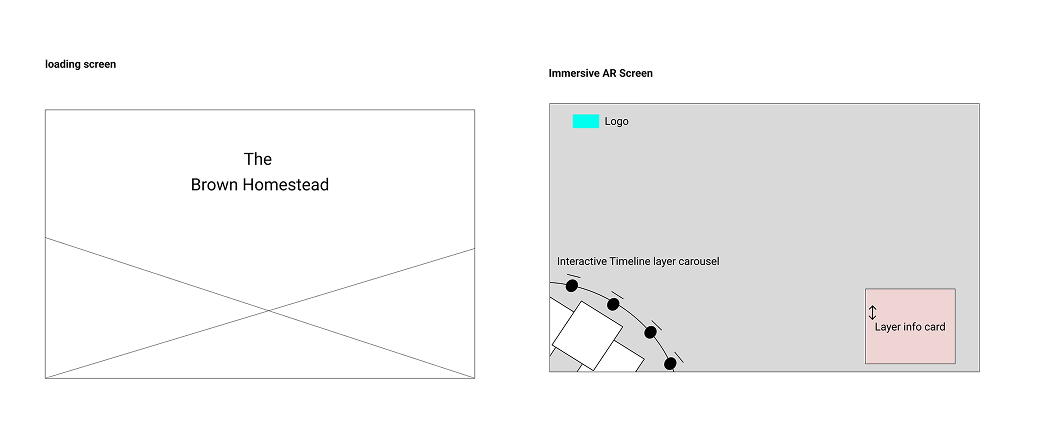 loading screen
The
Brown Homestead
Immersive AR Screen
Logo
Interactive Timeline layer carousel
Layer info card